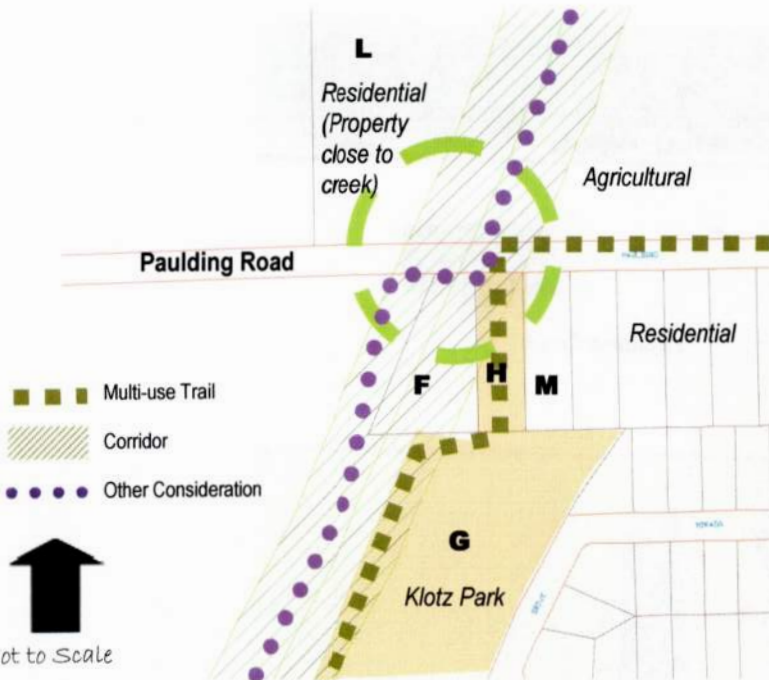 L
Residential
(Property
close to
creek)
Agricultural
Paulding Road
Residential
F
H
M
Multi-use Trail
Corridor
Other Consideration
G
Klotz Park
ot to Scale